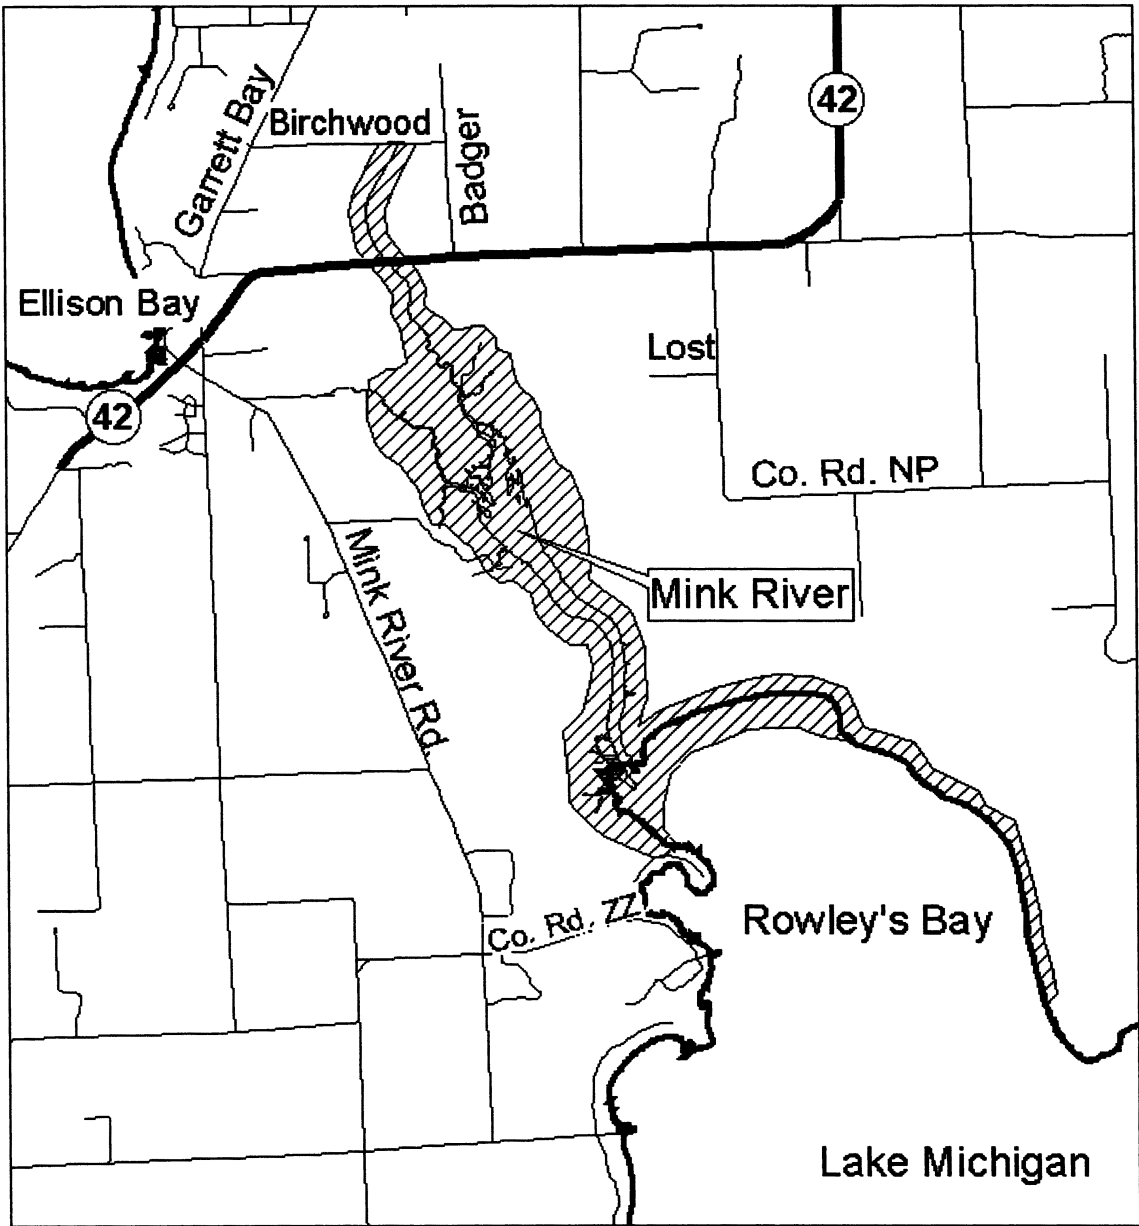 42
Birchwood
Garrett Bay
Badger
Ellison Bay
Lost
42
Co. Rd. NP
Mink River
Mink River Rd.
Rowley's Bay
Co. Rd. ZZ
Lake Michigan